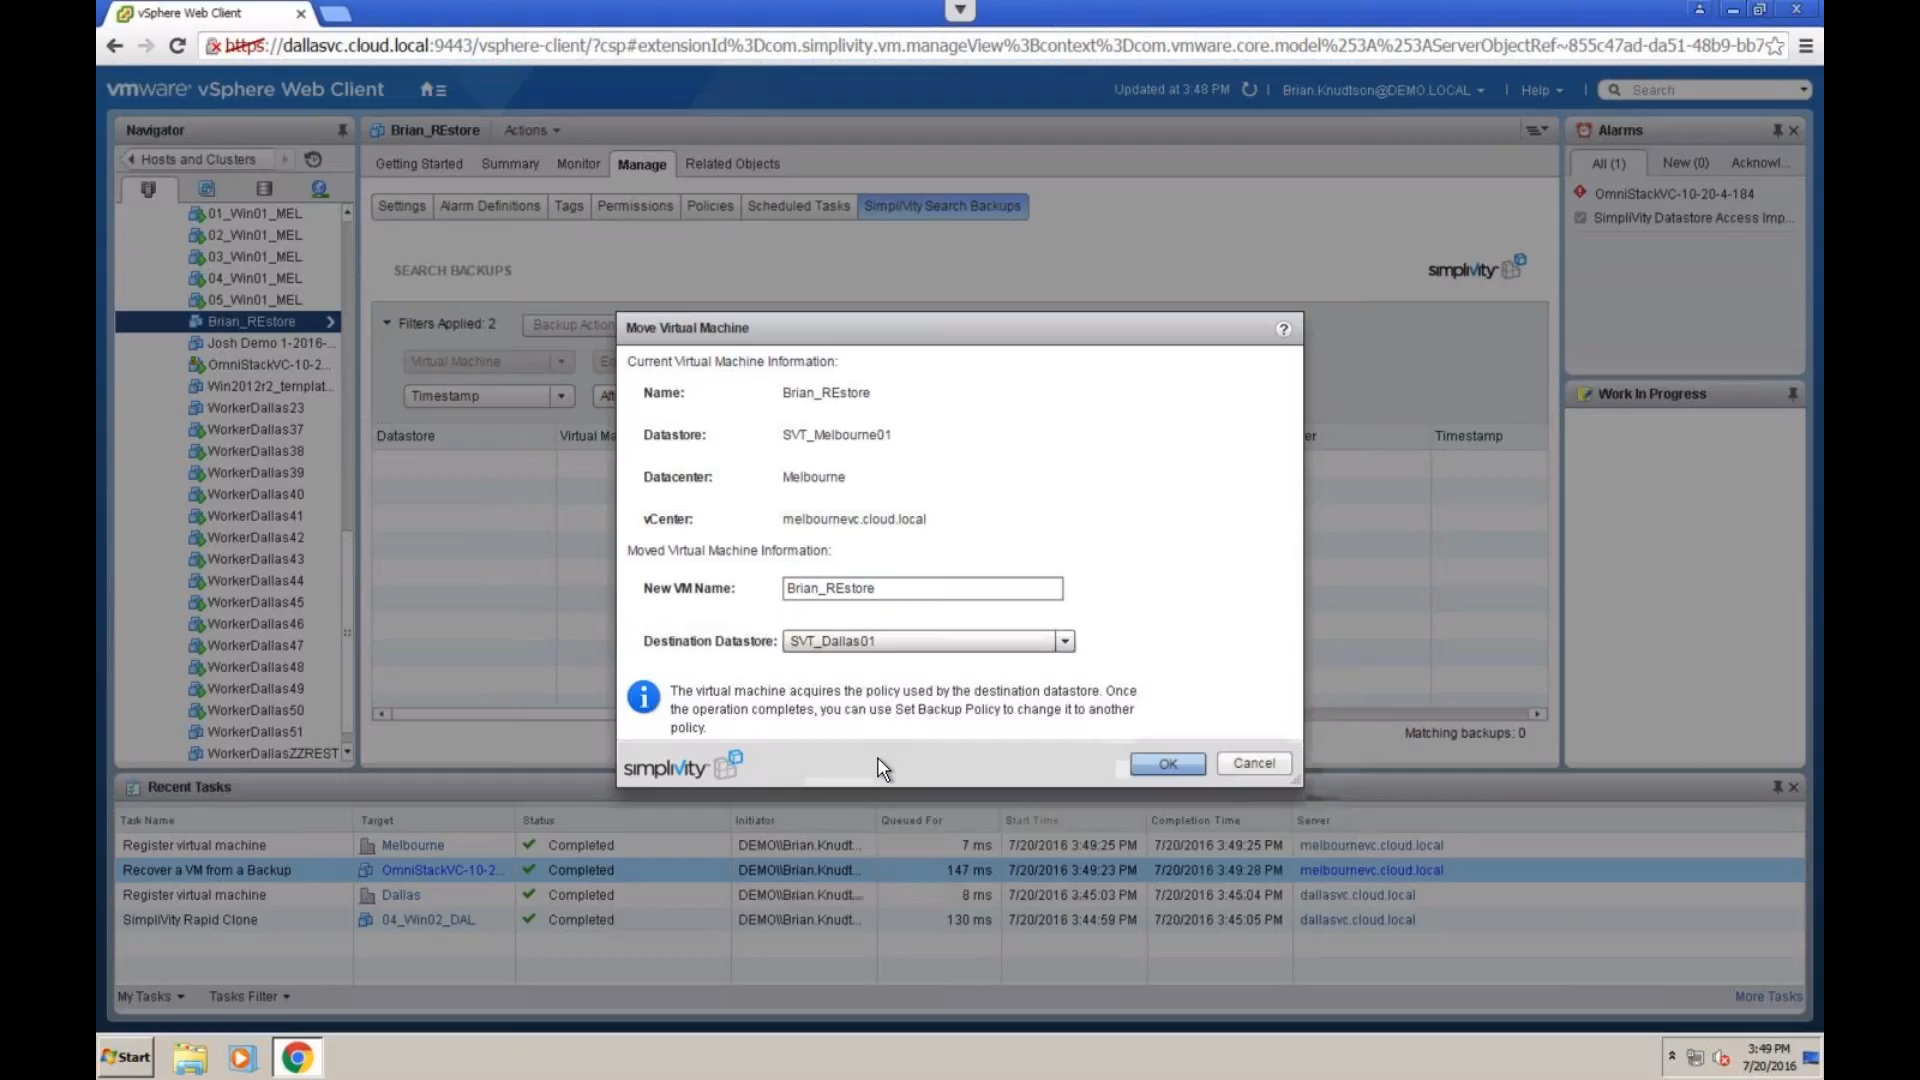 vSphere Web Client
https://dallasvc.cloud.local:9443/vsphere-client/?csp#extensionId%3Dcom.simplivity.vm.manageView%3Bcontext%3Dcom.vmware.core.model%253A%253AServerObjectRef~855c47ad-da51-48b9-bb7
vmware® vSphere Web Client
Updated at 3:48 PM
Brian.Knudtson@DEMO.LOCAL
Help
Search
Navigator
Hosts and Clusters
01_Win01_MEL
02_Win01_MEL
03_Win01_MEL
04_Win01_MEL
05_Win01_MEL
Brian_REstore
Josh Demo 1-2016-...
OmniStackVC-10-2...
Win2012r2_templat...
WorkerDallas23
WorkerDallas37
WorkerDallas38
WorkerDallas39
WorkerDallas40
WorkerDallas41
WorkerDallas42
WorkerDallas43
WorkerDallas44
WorkerDallas45
WorkerDallas46
WorkerDallas47
WorkerDallas48
WorkerDallas49
WorkerDallas50
WorkerDallas51
WorkerDallasZZREST
Brian_REstore Actions
Getting Started Summary Monitor Manage Related Objects
Settings Alarm Definitions Tags Permissions Policies Scheduled Tasks SimpliVity Search Backups
SEARCH BACKUPS
simplivity
Filters Applied: 2 Backup Action
Virtual Machine
Timestamp
Datastore Virtual Ma
Timestamp
Matching backups: 0
Move Virtual Machine ?
Current Virtual Machine Information:
Name: Brian_REstore
Datastore: SVT_Melbourne01
Datacenter: Melbourne
vCenter: melbournevc.cloud.local
Moved Virtual Machine Information:
New VM Name: Brian_REstore
Destination Datastore: SVT_Dallas01
The virtual machine acquires the policy used by the destination datastore. Once
the operation completes, you can use Set Backup Policy to change it to another
policy.
simplivity
OK Cancel
Alarms
All (1) New (0) Acknowl...
OmniStackVC-10-20-4-184
SimpliVity Datastore Access Imp...
Work In Progress
Recent Tasks
Task Name Target Status Initiator Queued For Start Time Completion Time Server
Register virtual machine Melbourne Completed DEMO\\Brian.Knudt... 7 ms 7/20/2016 3:49:25 PM 7/20/2016 3:49:25 PM melbournevc.cloud.local
Recover a VM from a Backup OmniStackVC-10-2... Completed DEMO\\Brian.Knudt... 147 ms 7/20/2016 3:49:23 PM 7/20/2016 3:49:28 PM melbournevc.cloud.local
Register virtual machine Dallas Completed DEMO\\Brian.Knudt... 8 ms 7/20/2016 3:45:03 PM 7/20/2016 3:45:04 PM dallasvc.cloud.local
SimpliVity Rapid Clone 04_Win02_DAL Completed DEMO\\Brian.Knudt... 130 ms 7/20/2016 3:44:59 PM 7/20/2016 3:45:05 PM dallasvc.cloud.local
My Tasks Tasks Filter More Tasks
Start
3:49 PM
7/20/2016